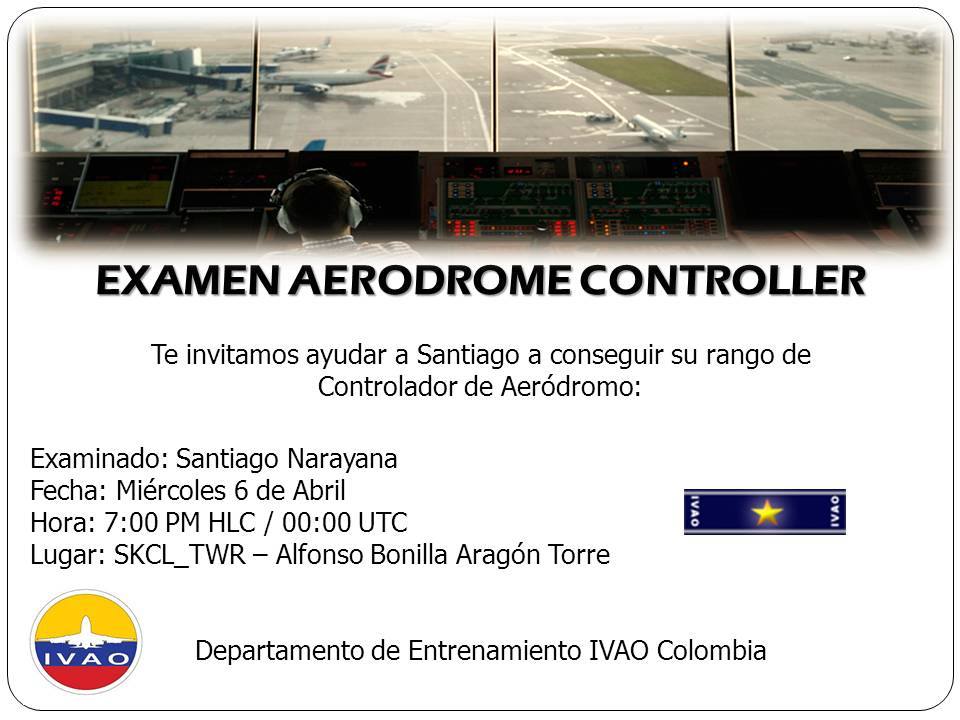 EXAMEN AERODROME CONTROLLER
Te invitamos ayudar a Santiago a conseguir su rango de
Controlador de Aeródromo:
Examinado: Santiago Narayana
Fecha: Miércoles 6 de Abril
Hora: 7:00 PM HLC / 00:00 UTC
Lugar: SKCL_TWR – Alfonso Bonilla Aragón Torre
IVAO IVAO
IVAO
Departamento de Entrenamiento IVAO Colombia